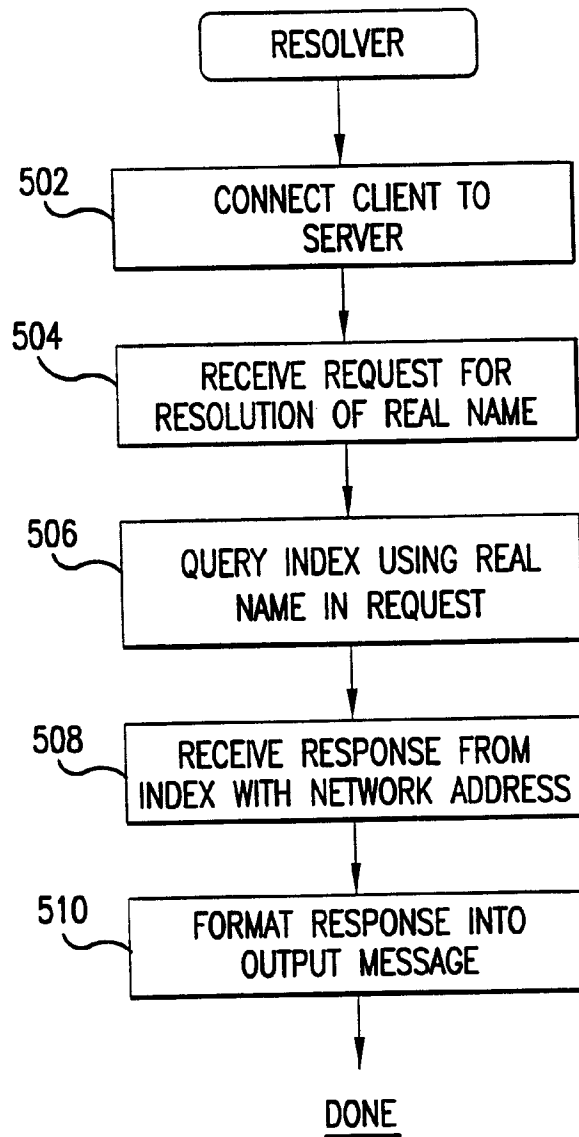 RESOLVER
502
CONNECT CLIENT TO
SERVER
504
RECEIVE REQUEST FOR
RESOLUTION OF REAL NAME
506
QUERY INDEX USING REAL
NAME IN REQUEST
508
RECEIVE RESPONSE FROM
INDEX WITH NETWORK ADDRESS
510
FORMAT RESPONSE INTO
OUTPUT MESSAGE
DONE